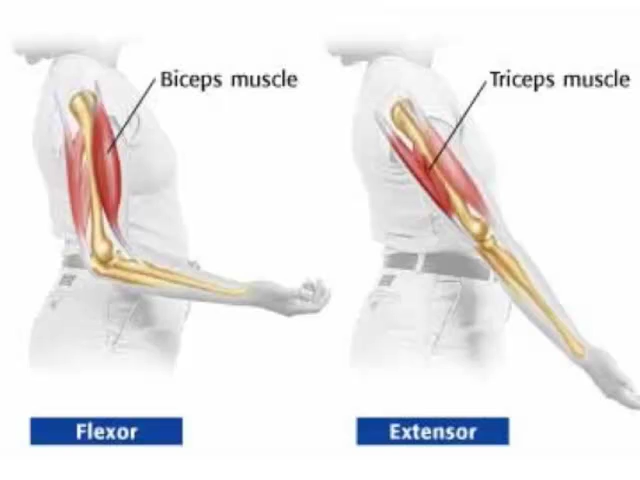 Biceps muscle
Triceps muscle
Flexor
Extensor